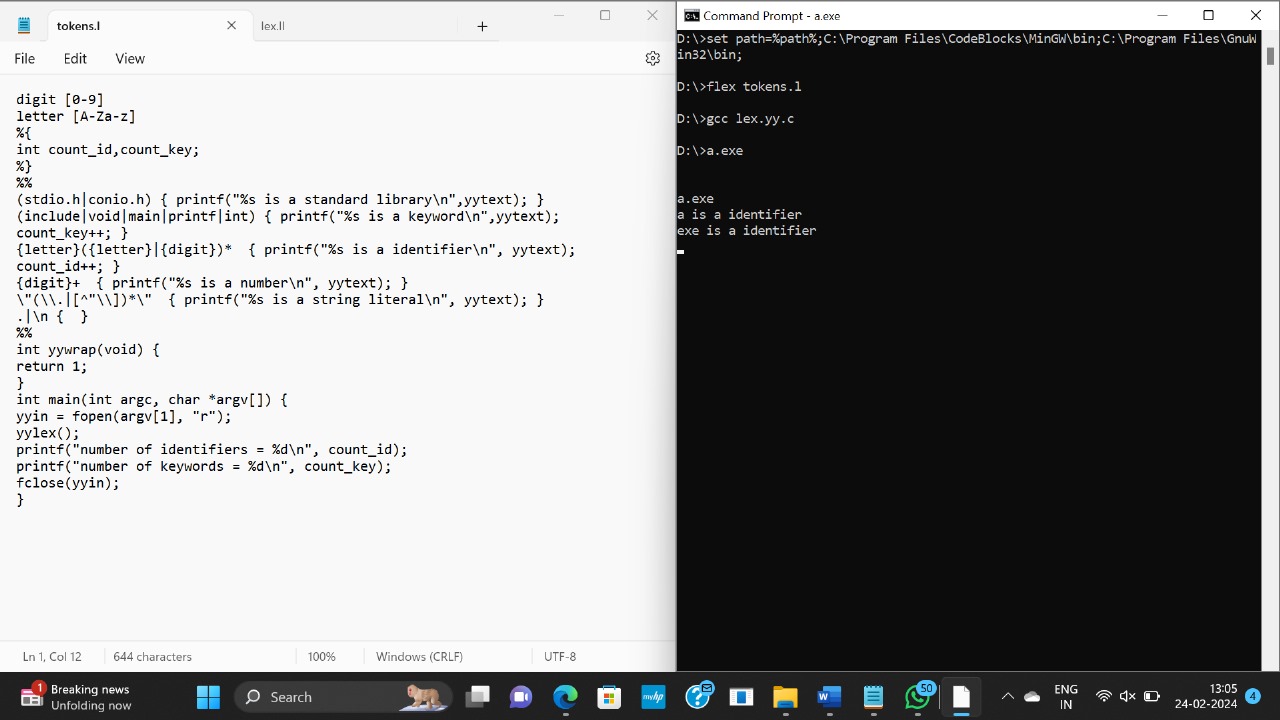 tokens.l
lex.ll
File Edit View
digit [0-9]
letter [A-Za-z]
%{
int count_id,count_key;
%}
%%
(stdio.h|conio.h) { printf("%s is a standard library\n",yytext); }
(include|void|main|printf|int) { printf("%s is a keyword\n",yytext);
count_key++; }
{letter}({letter}|{digit})*  { printf("%s is a identifier\n", yytext);
count_id++; }
{digit}+  { printf("%s is a number\n", yytext); }
\"(\\.|[^"\\])*\"  { printf("%s is a string literal\n", yytext); }
.|\n {  }
%%
int yywrap(void) {
return 1;
}
int main(int argc, char *argv[]) {
yyin = fopen(argv[1], "r");
yylex();
printf("number of identifiers = %d\n", count_id);
printf("number of keywords = %d\n", count_key);
fclose(yyin);
}
Ln 1, Col 12 644 characters 100% Windows (CRLF) UTF-8
Command Prompt - a.exe
D:\>set path=%path%;C:\Program Files\CodeBlocks\MinGW\bin;C:\Program Files\GnuW
in32\bin;
D:\>flex tokens.l
D:\>gcc lex.yy.c
D:\>a.exe
a.exe
a is a identifier
exe is a identifier
1
Breaking news
Unfolding now
Search
myhp
50
ENG
IN
13:05
24-02-2024
4